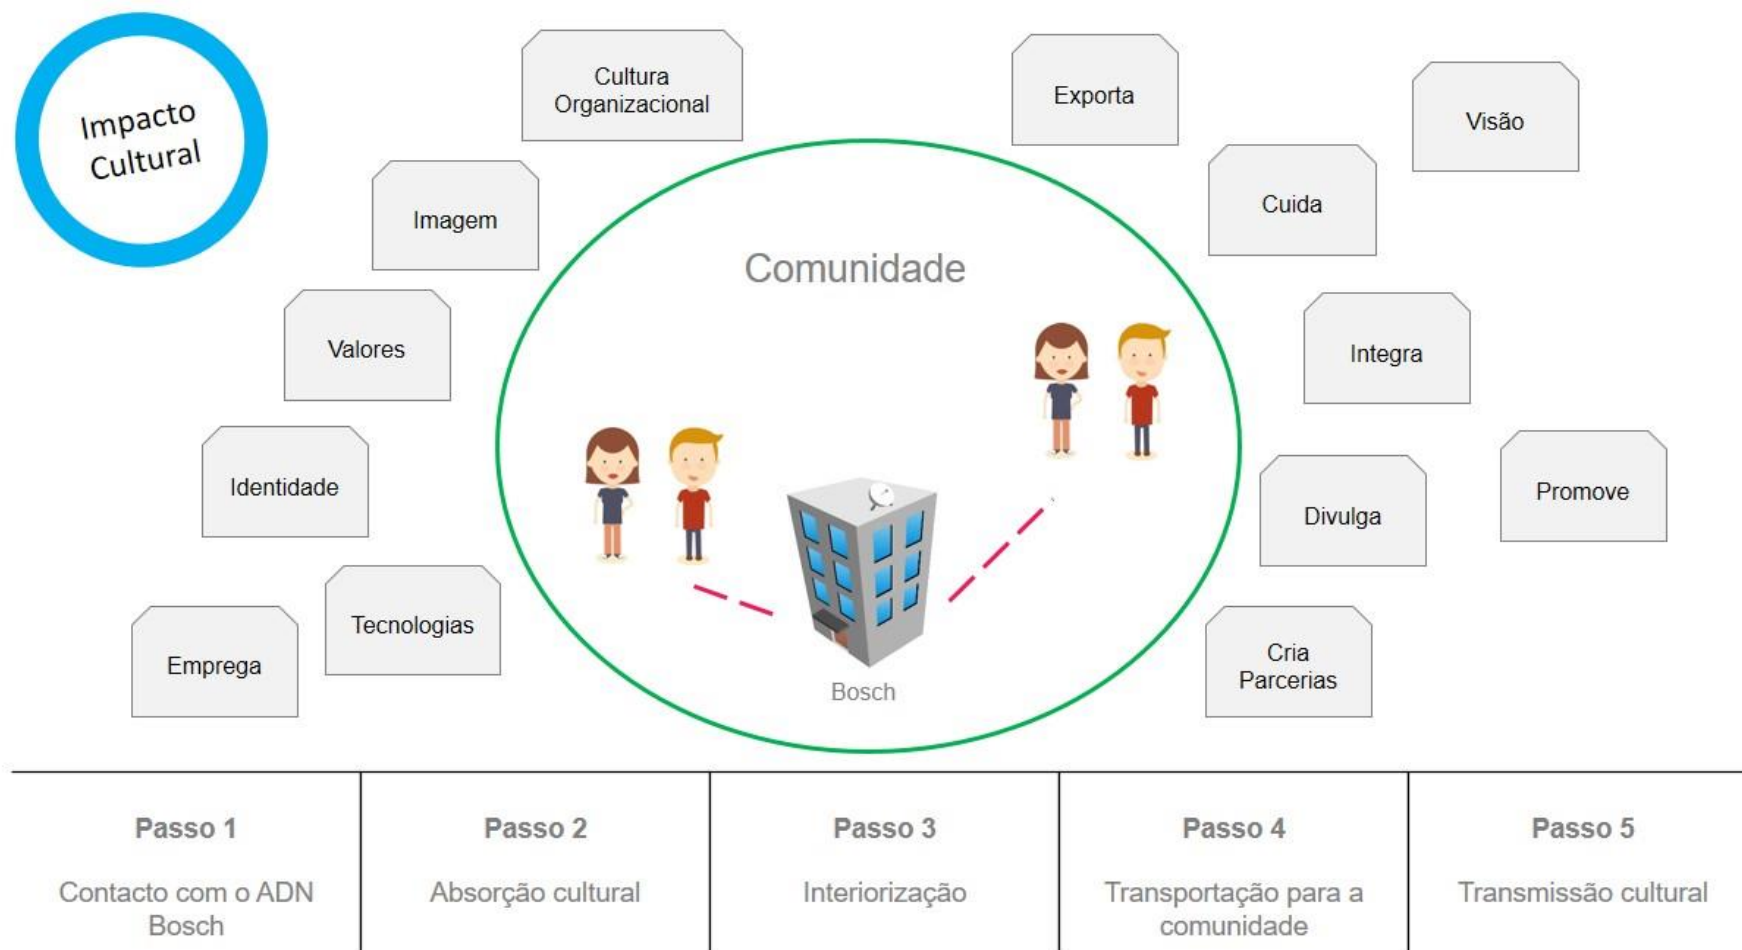 Impacto
Cultural
Cultura
Organizacional
Exporta
Visão
Imagem
Cuida
Comunidade
Valores
Integra
Identidade
Promove
Divulga
Tecnologias
Emprega
Cria
Parcerias
Bosch
Passo 1
Contacto com o ADN
Bosch
Passo 2
Absorção cultural
Passo 3
Interiorização
Passo 4
Transportação para a
comunidade
Passo 5
Transmissão cultural